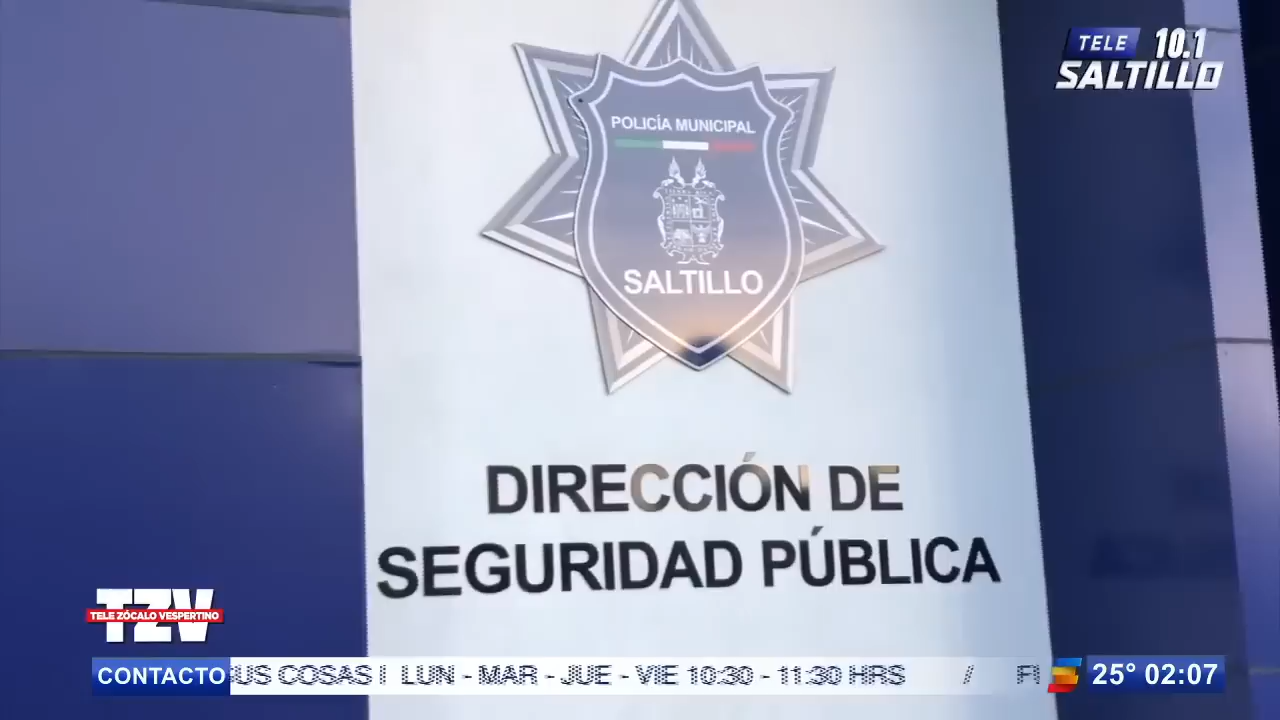 TELE 10.1
SALTILLO
POLICÍA MUNICIPAL
SALTILLO
DIRECCIÓN DE
SEGURIDAD PÚBLICA
TZV
TELE ZÓCALO VESPERTINO
CONTACTO US COSAS | LUN - MAR - JUE - VIE 10:30 - 11:30 HRS / 25° 02:07